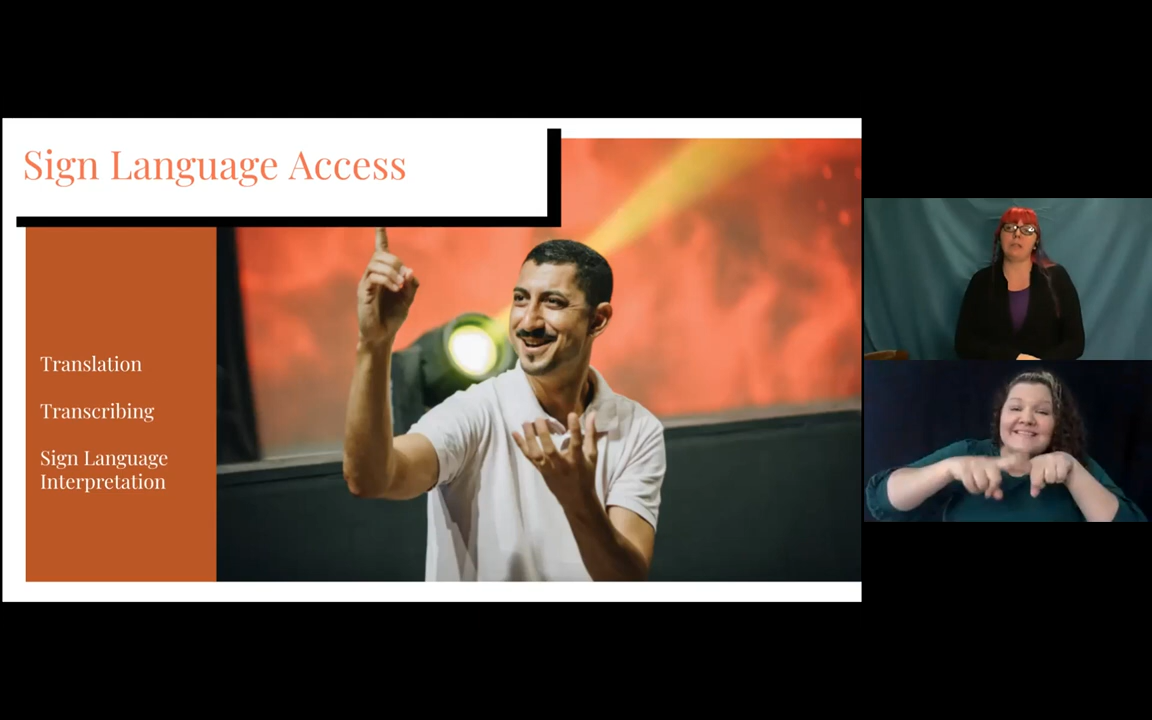 Sign Language Access
Translation
Transcribing
Sign Language
Interpretation